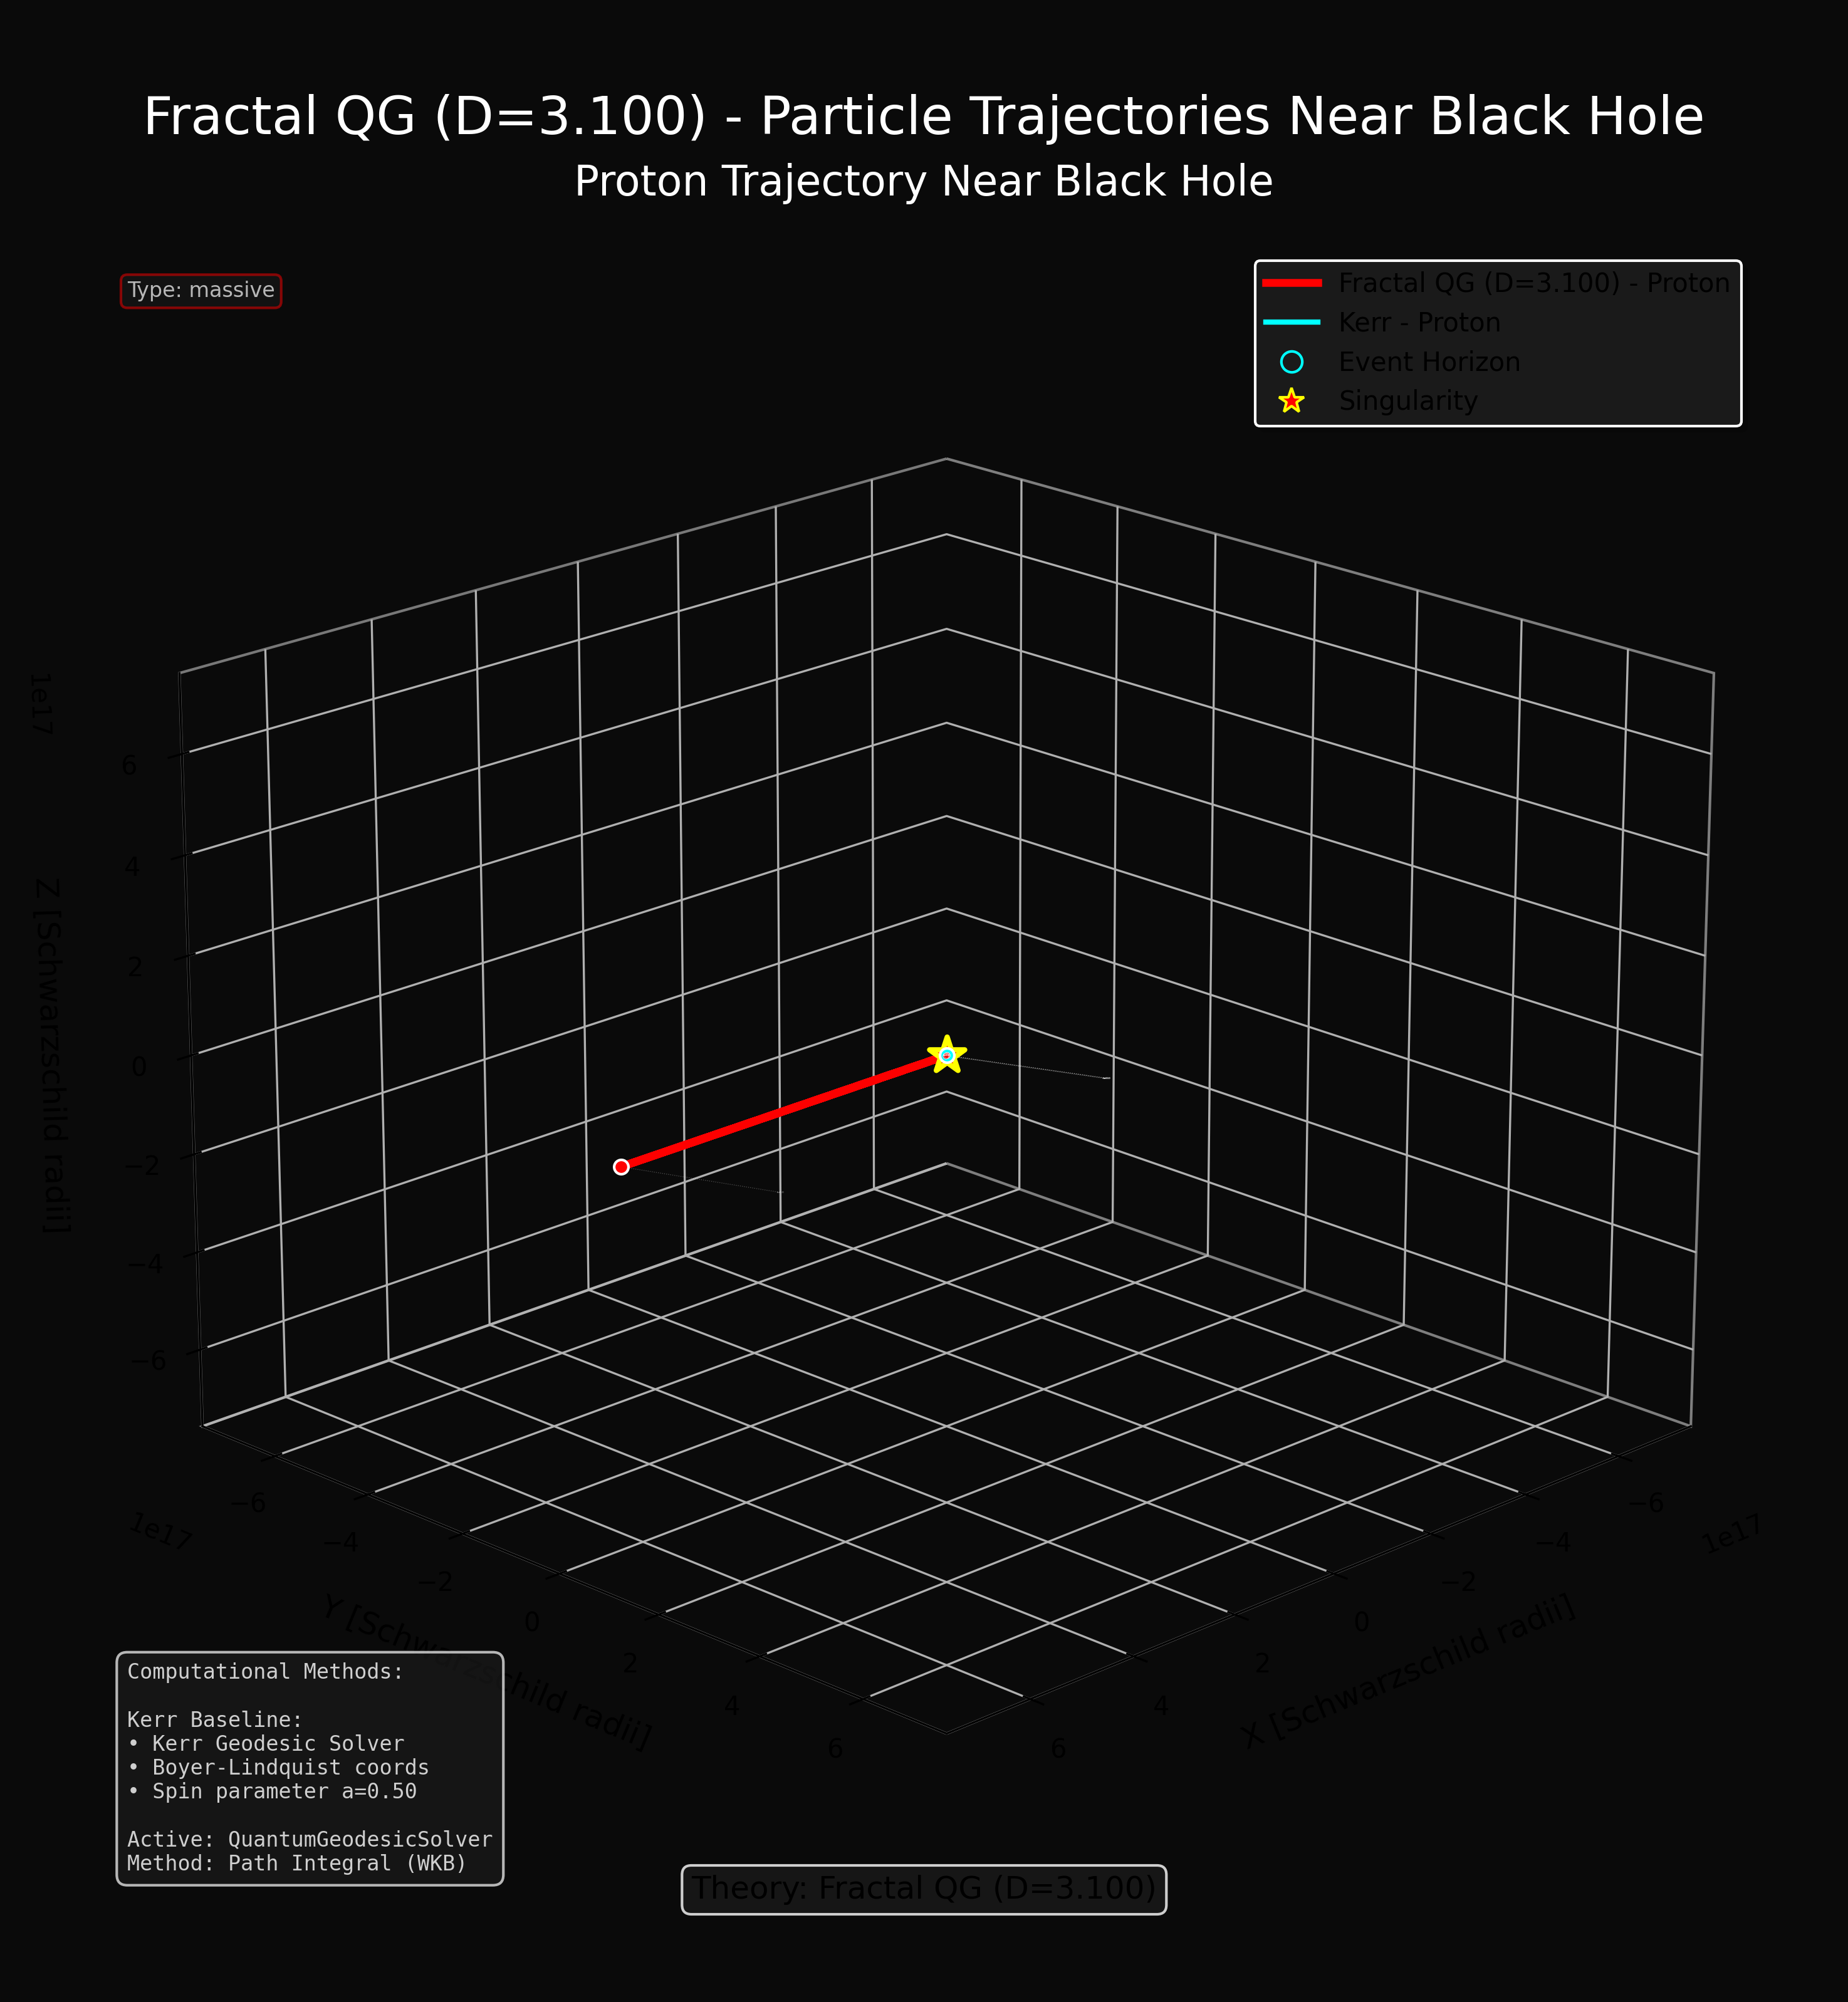 Fractal QG (D=3.100) - Particle Trajectories Near Black Hole
Proton Trajectory Near Black Hole
Type: massive
Fractal QG (D=3.100) - Proton
Kerr - Proton
Event Horizon
Singularity
1e17
6
4
2
0
−2
−4
−6
Z [Schwarzschild radii]
1e17
−6
−4
−2
0
2
4
6
Y [Schwarzschild radii]
1e17
−6
−4
−2
0
2
4
6
X [Schwarzschild radii]
Computational Methods:
Kerr Baseline:
• Kerr Geodesic Solver
• Boyer-Lindquist coords
• Spin parameter a=0.50
Active: QuantumGeodesicSolver
Method: Path Integral (WKB)
Theory: Fractal QG (D=3.100)